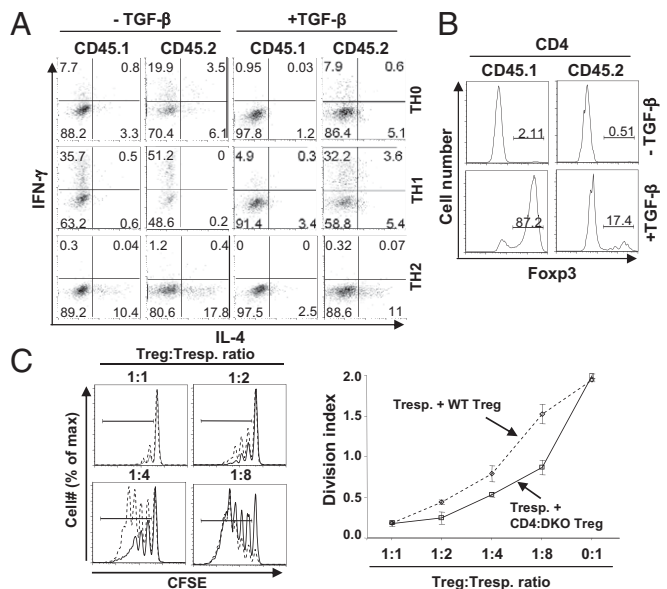 A
- TGF-β +TGF-β
CD45.1 CD45.2 CD45.1 CD45.2
7.7 0.8 19.9 3.5 0.95 0.03 7.9 0.6
88.2 3.3 70.4 6.1 97.8 1.2 86.4 5.1
TH0
35.7 0.5 51.2 0 4.9 0.3 32.2 3.6
63.2 0.6 48.6 0.2 91.4 3.4 58.8 5.4
TH1
0.3 0.04 1.2 0.4 0 0 0.32 0.07
89.2 10.4 80.6 17.8 97.5 2.5 88.6 11
TH2
IFN-γ
IL-4
B
CD4
CD45.1 CD45.2
2.11 0.51
- TGF-β
87.2 17.4
+TGF-β
Cell number
Foxp3
C
Treg:Tresp. ratio
1:1 1:2
1:4 1:8
Cell# (% of max)
CFSE
Division index
2.0
1.5
1.0
0.5
0.0
Tresp. + WT Treg
Tresp. +
CD4:DKO Treg
1:1 1:2 1:4 1:8 0:1
Treg:Tresp. ratio